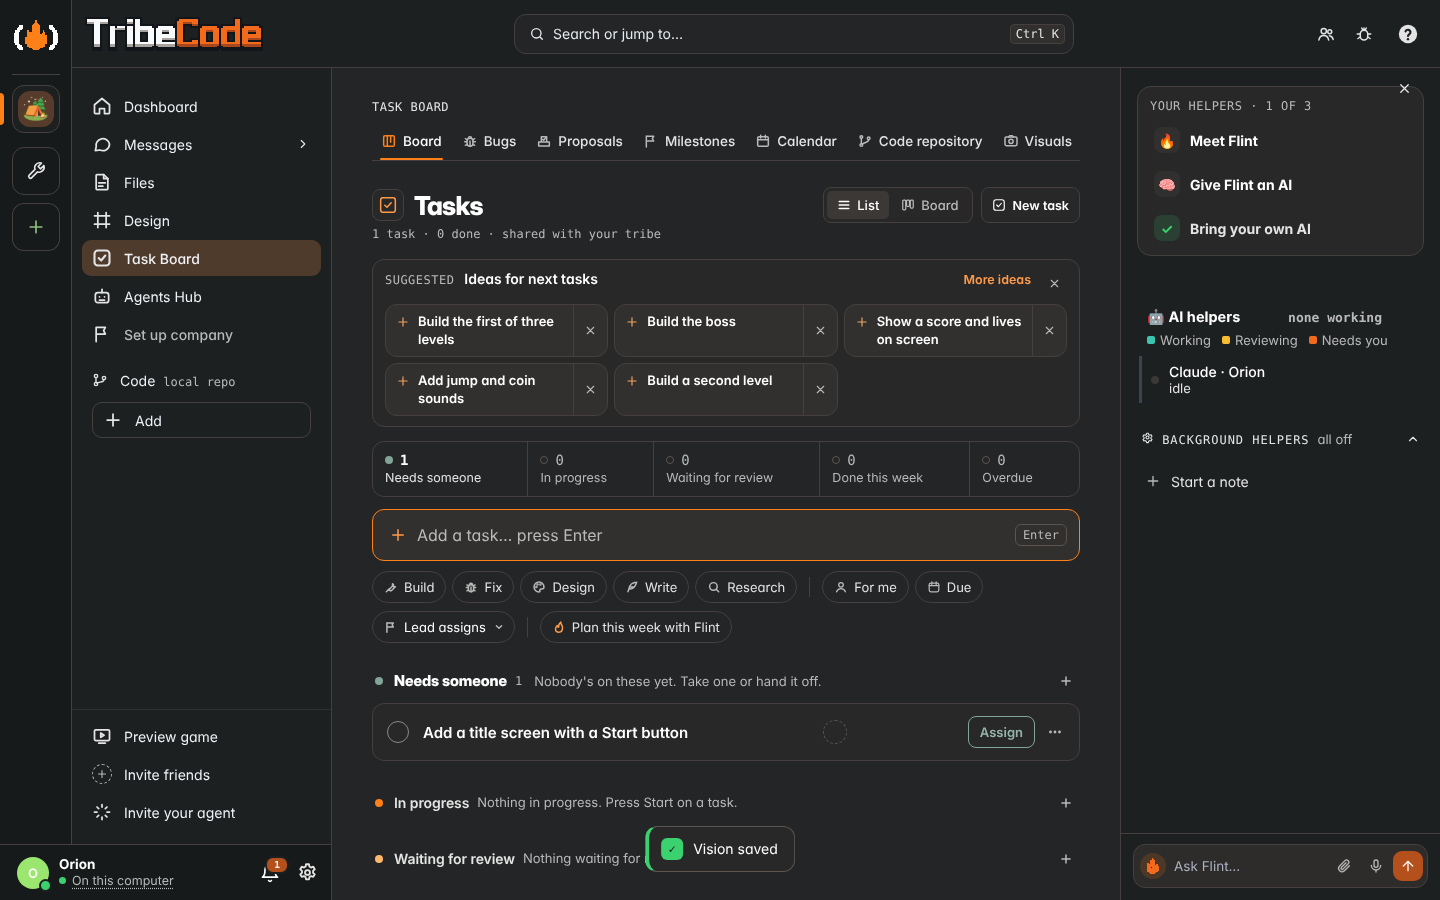 TribeCode
Search or jump to...
Ctrl K
Dashboard
Messages
Files
Design
Task Board
Agents Hub
Set up company
Code local repo
Add
Preview game
Invite friends
Invite your agent
O
Orion
On this computer
1
TASK BOARD
Board
Bugs
Proposals
Milestones
Calendar
Code repository
Visuals
Tasks
List
Board
New task
1 task · 0 done · shared with your tribe
SUGGESTED Ideas for next tasks
More ideas
Build the first of three
levels
Build the boss
Show a score and lives
on screen
Add jump and coin
sounds
Build a second level
1
Needs someone
0
In progress
0
Waiting for review
0
Done this week
0
Overdue
Add a task... press Enter
Enter
Build
Fix
Design
Write
Research
For me
Due
Lead assigns
Plan this week with Flint
Needs someone 1 Nobody's on these yet. Take one or hand it off.
Add a title screen with a Start button
Assign
In progress Nothing in progress. Press Start on a task.
Waiting for review Nothing waiting for
Vision saved
YOUR HELPERS · 1 OF 3
Meet Flint
Give Flint an AI
Bring your own AI
AI helpers
none working
Working
Reviewing
Needs you
Claude · Orion
idle
BACKGROUND HELPERS all off
Start a note
Ask Flint...